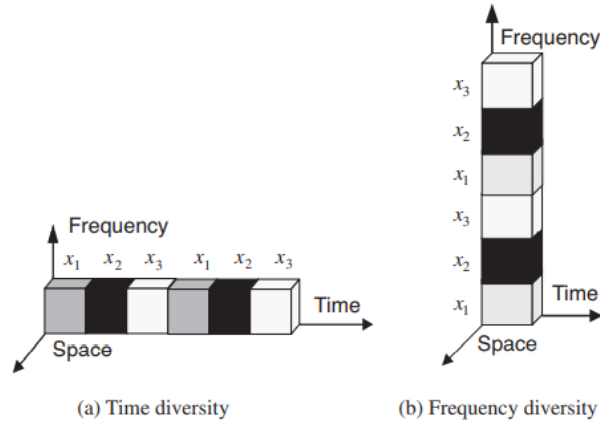 Frequency
x₁ x₂ x₃ x₁ x₂ x₃
Time
Space
(a) Time diversity
Frequency
x₃
x₂
x₁
x₃
x₂
x₁
Time
Space
(b) Frequency diversity